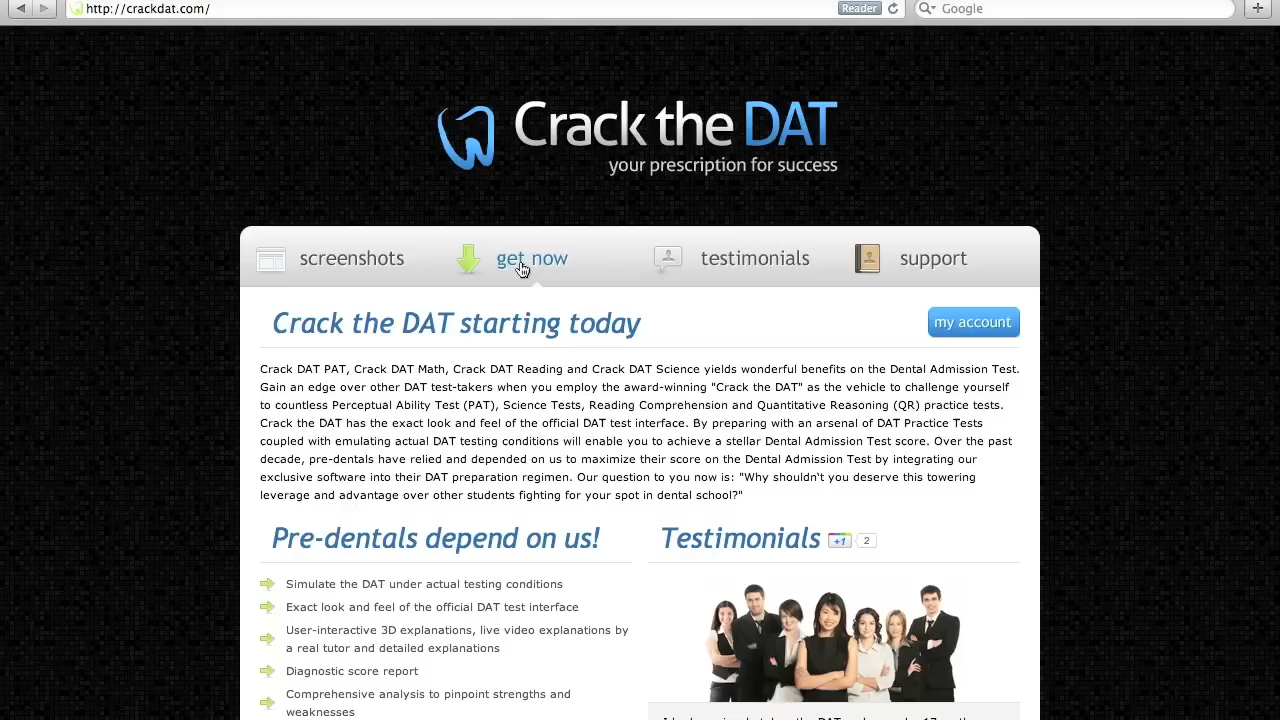 http://crackdat.com/
Reader
Google
Crack the DAT
your prescription for success
screenshots
get now
testimonials
support
Crack the DAT starting today
my account
Crack DAT PAT, Crack DAT Math, Crack DAT Reading and Crack DAT Science yields wonderful benefits on the Dental Admission Test.
Gain an edge over other DAT test-takers when you employ the award-winning "Crack the DAT" as the vehicle to challenge yourself
to countless Perceptual Ability Test (PAT), Science Tests, Reading Comprehension and Quantitative Reasoning (QR) practice tests.
Crack the DAT has the exact look and feel of the official DAT test interface. By preparing with an arsenal of DAT Practice Tests
coupled with emulating actual DAT testing conditions will enable you to achieve a stellar Dental Admission Test score. Over the past
decade, pre-dentals have relied and depended on us to maximize their score on the Dental Admission Test by integrating our
exclusive software into their DAT preparation regimen. Our question to you now is: "Why shouldn't you deserve this towering
leverage and advantage over other students fighting for your spot in dental school?"
Pre-dentals depend on us!
Simulate the DAT under actual testing conditions
Exact look and feel of the official DAT test interface
User-interactive 3D explanations, live video explanations by
a real tutor and detailed explanations
Diagnostic score report
Comprehensive analysis to pinpoint strengths and
weaknesses
Testimonials
+1
2